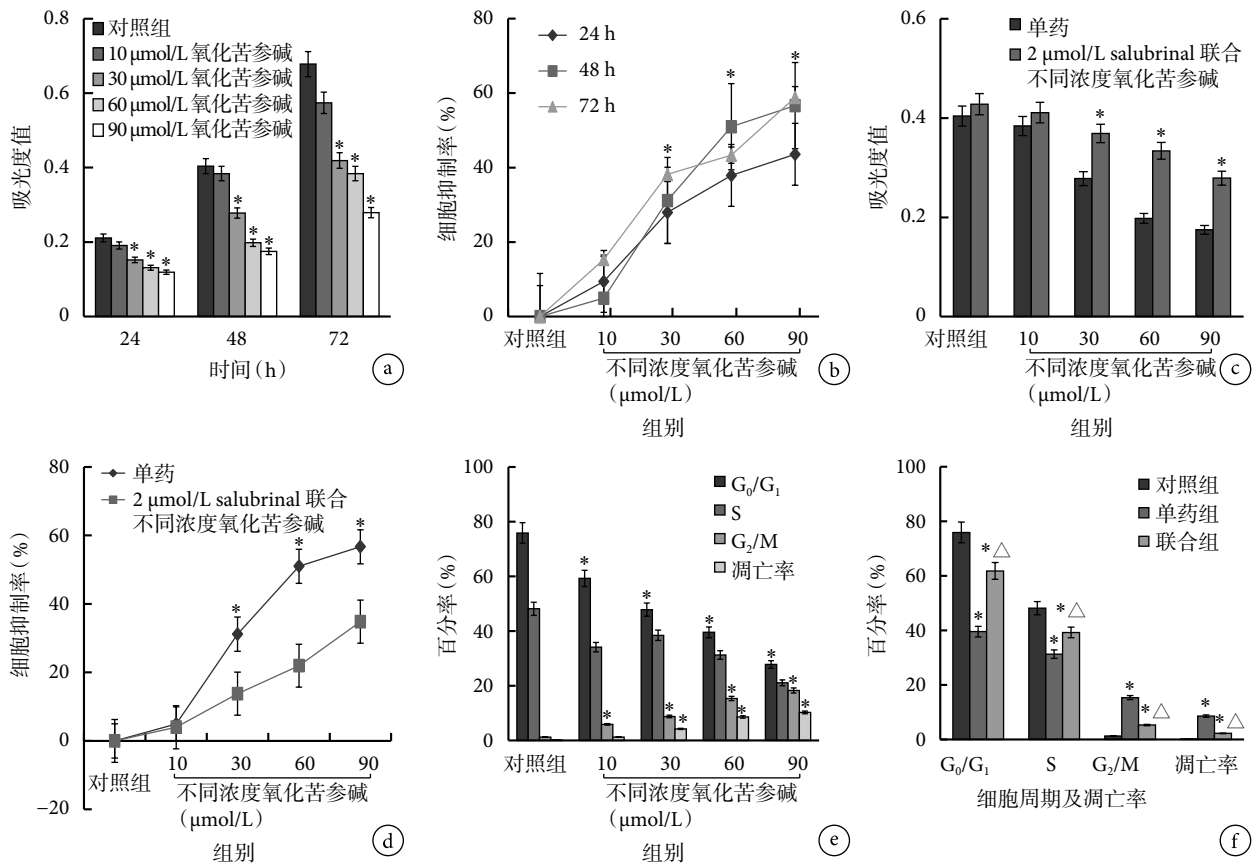 0.8
0.6
0.4
0.2
0
吸光度值
对照组
10 μmol/L 氧化苦参碱
30 μmol/L 氧化苦参碱
60 μmol/L 氧化苦参碱
90 μmol/L 氧化苦参碱
* * *
* * *
* * *
24 48 72
时间(h)
a
80
60
40
20
0
细胞抑制率(%)
24 h
48 h
72 h
* * *
对照组 10 30 60 90
不同浓度氧化苦参碱
(μmol/L)
组别
b
0.6
0.4
0.2
0
吸光度值
单药
2 μmol/L salubrinal 联合
不同浓度氧化苦参碱
* * *
对照组 10 30 60 90
不同浓度氧化苦参碱
(μmol/L)
组别
c
80
60
40
20
0
−20
细胞抑制率(%)
单药
2 μmol/L salubrinal 联合
不同浓度氧化苦参碱
* * *
对照组 10 30 60 90
不同浓度氧化苦参碱
(μmol/L)
组别
d
100
80
60
40
20
0
百分率(%)
G₀/G₁
S
G₂/M
凋亡率
* *
* * *
* * *
* * *
对照组 10 30 60 90
不同浓度氧化苦参碱
(μmol/L)
组别
e
100
80
60
40
20
0
百分率(%)
对照组
单药组
联合组
* *△
* *△
* *△
* *△
G₀/G₁ S G₂/M 凋亡率
细胞周期及凋亡率
f